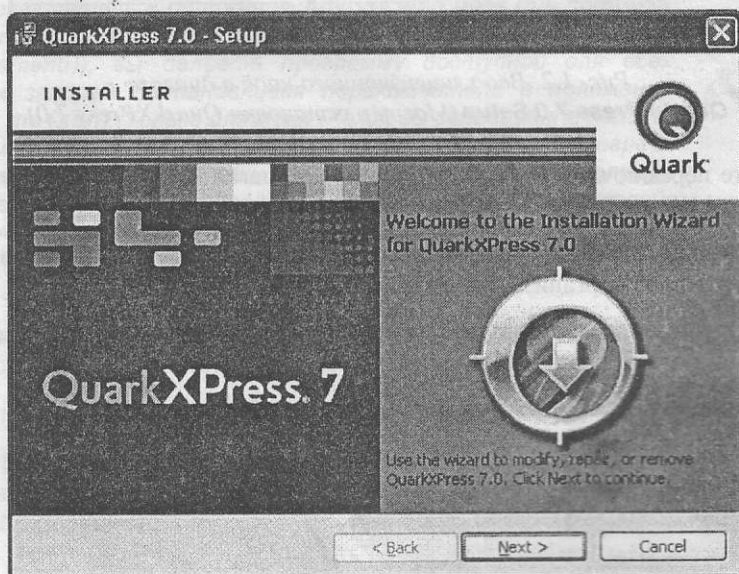 QuarkXPress 7.0 - Setup
INSTALLER
Quark
Welcome to the Installation Wizard
for QuarkXPress 7.0
QuarkXPress. 7
Use the wizard to modify, repair, or remove
QuarkXPress 7.0. Click Next to continue.
< Back
Next >
Cancel